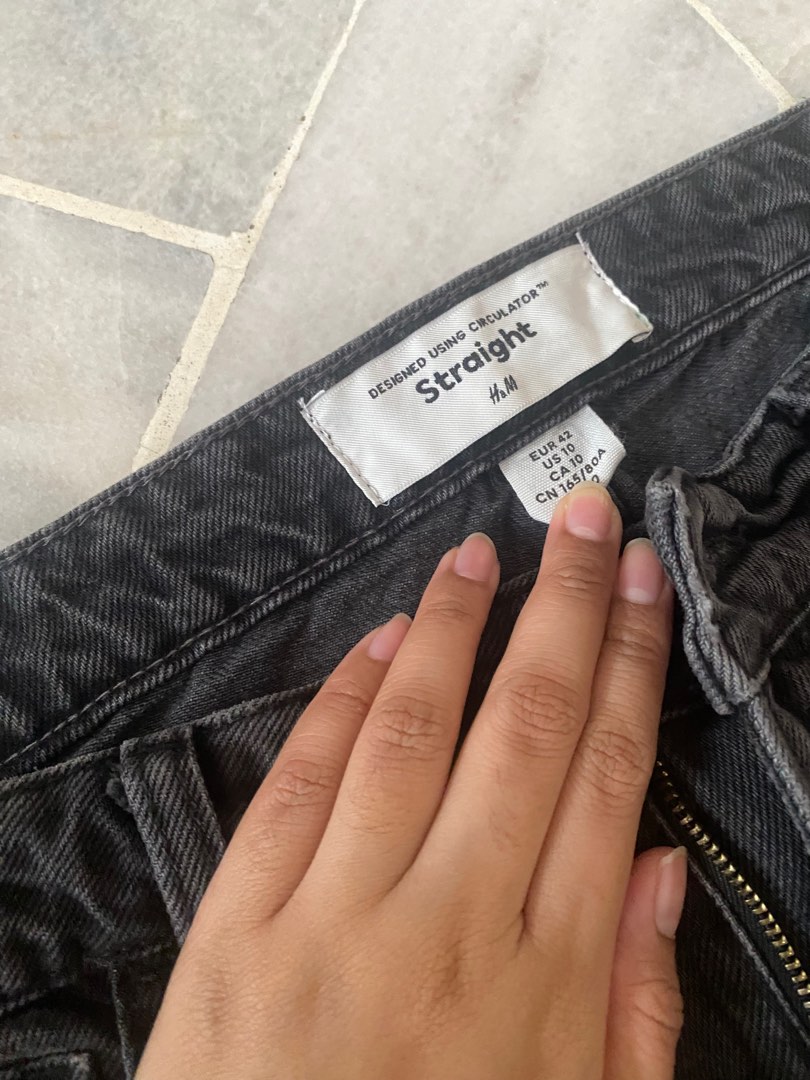 DESIGNED USING CIRCULATOR™
Straight
H&M
EUR 42
US 10
CA 10
CN 165/80A